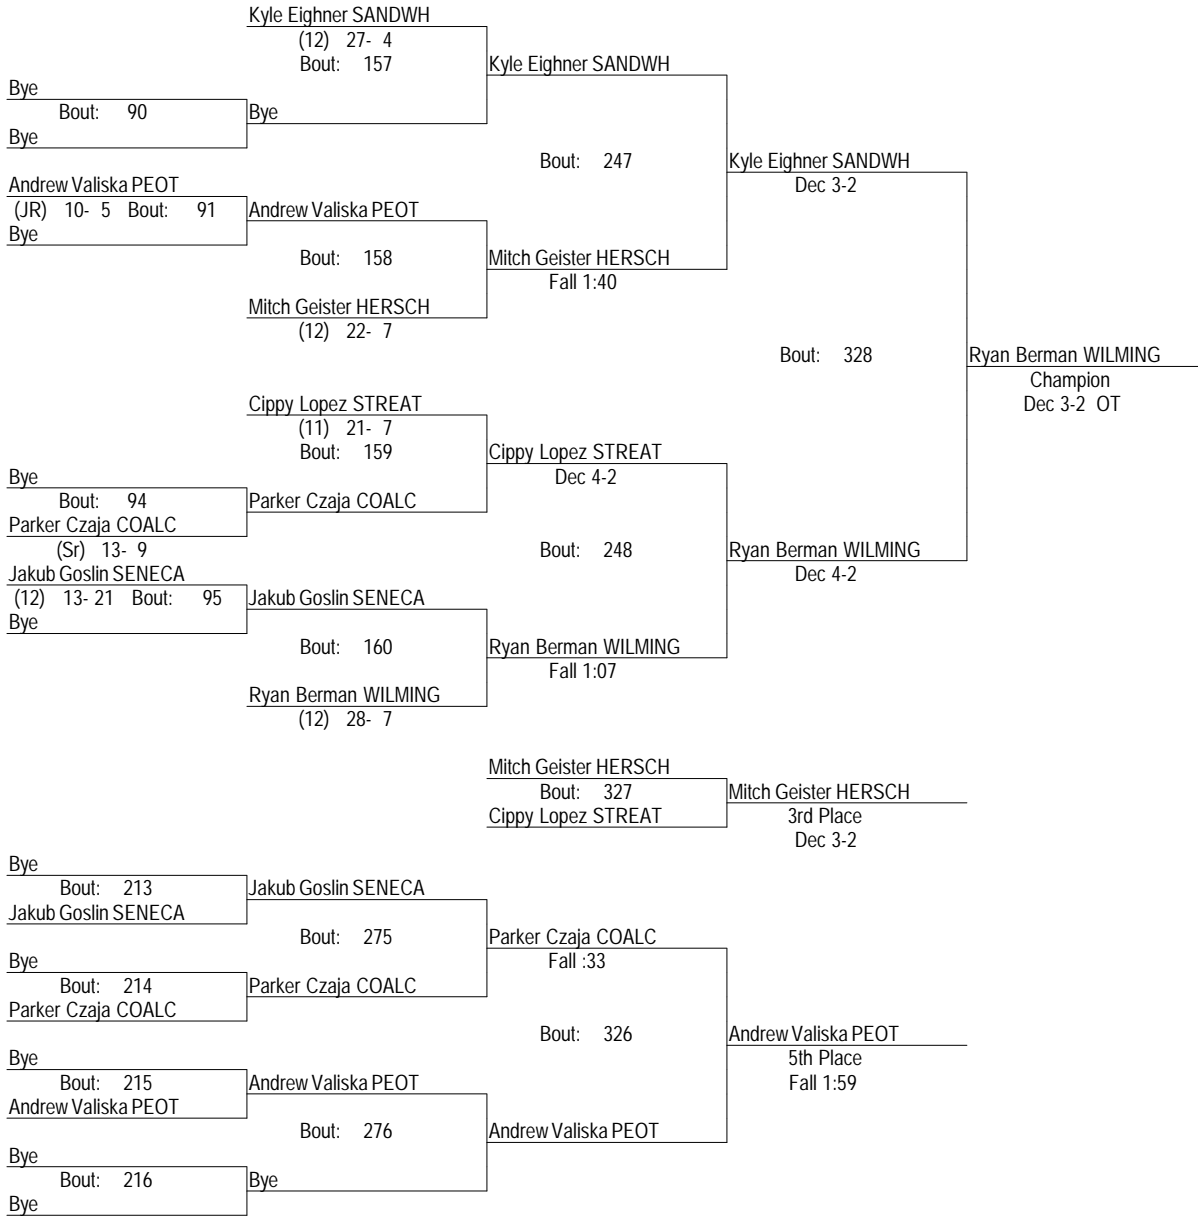 Kyle Eighner SANDWH
(12) 27- 4
Bout: 157
Kyle Eighner SANDWH
Bye
Bout: 90
Bye
Bye
Bout: 247
Kyle Eighner SANDWH
Dec 3-2
Andrew Valiska PEOT
(JR) 10- 5 Bout: 91
Andrew Valiska PEOT
Bye
Bout: 158
Mitch Geister HERSCH
Fall 1:40
Mitch Geister HERSCH
(12) 22- 7
Bout: 328
Ryan Berman WILMING
Champion
Dec 3-2 OT
Cippy Lopez STREAT
(11) 21- 7
Bout: 159
Cippy Lopez STREAT
Dec 4-2
Bye
Bout: 94
Parker Czaja COALC
Parker Czaja COALC
(Sr) 13- 9
Bout: 248
Ryan Berman WILMING
Dec 4-2
Jakub Goslin SENECA
(12) 13- 21 Bout: 95
Jakub Goslin SENECA
Bye
Bout: 160
Ryan Berman WILMING
Fall 1:07
Ryan Berman WILMING
(12) 28- 7
Mitch Geister HERSCH
Bout: 327
Mitch Geister HERSCH
Cippy Lopez STREAT
3rd Place
Dec 3-2
Bye
Bout: 213
Jakub Goslin SENECA
Jakub Goslin SENECA
Bout: 275
Parker Czaja COALC
Fall :33
Bye
Bout: 214
Parker Czaja COALC
Parker Czaja COALC
Bout: 326
Andrew Valiska PEOT
5th Place
Fall 1:59
Bye
Bout: 215
Andrew Valiska PEOT
Andrew Valiska PEOT
Bout: 276
Andrew Valiska PEOT
Bye
Bout: 216
Bye
Bye